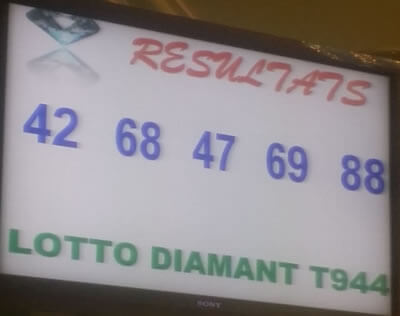 RESULTATS
42 68 47 69 88
LOTTO DIAMANT T944
SONY